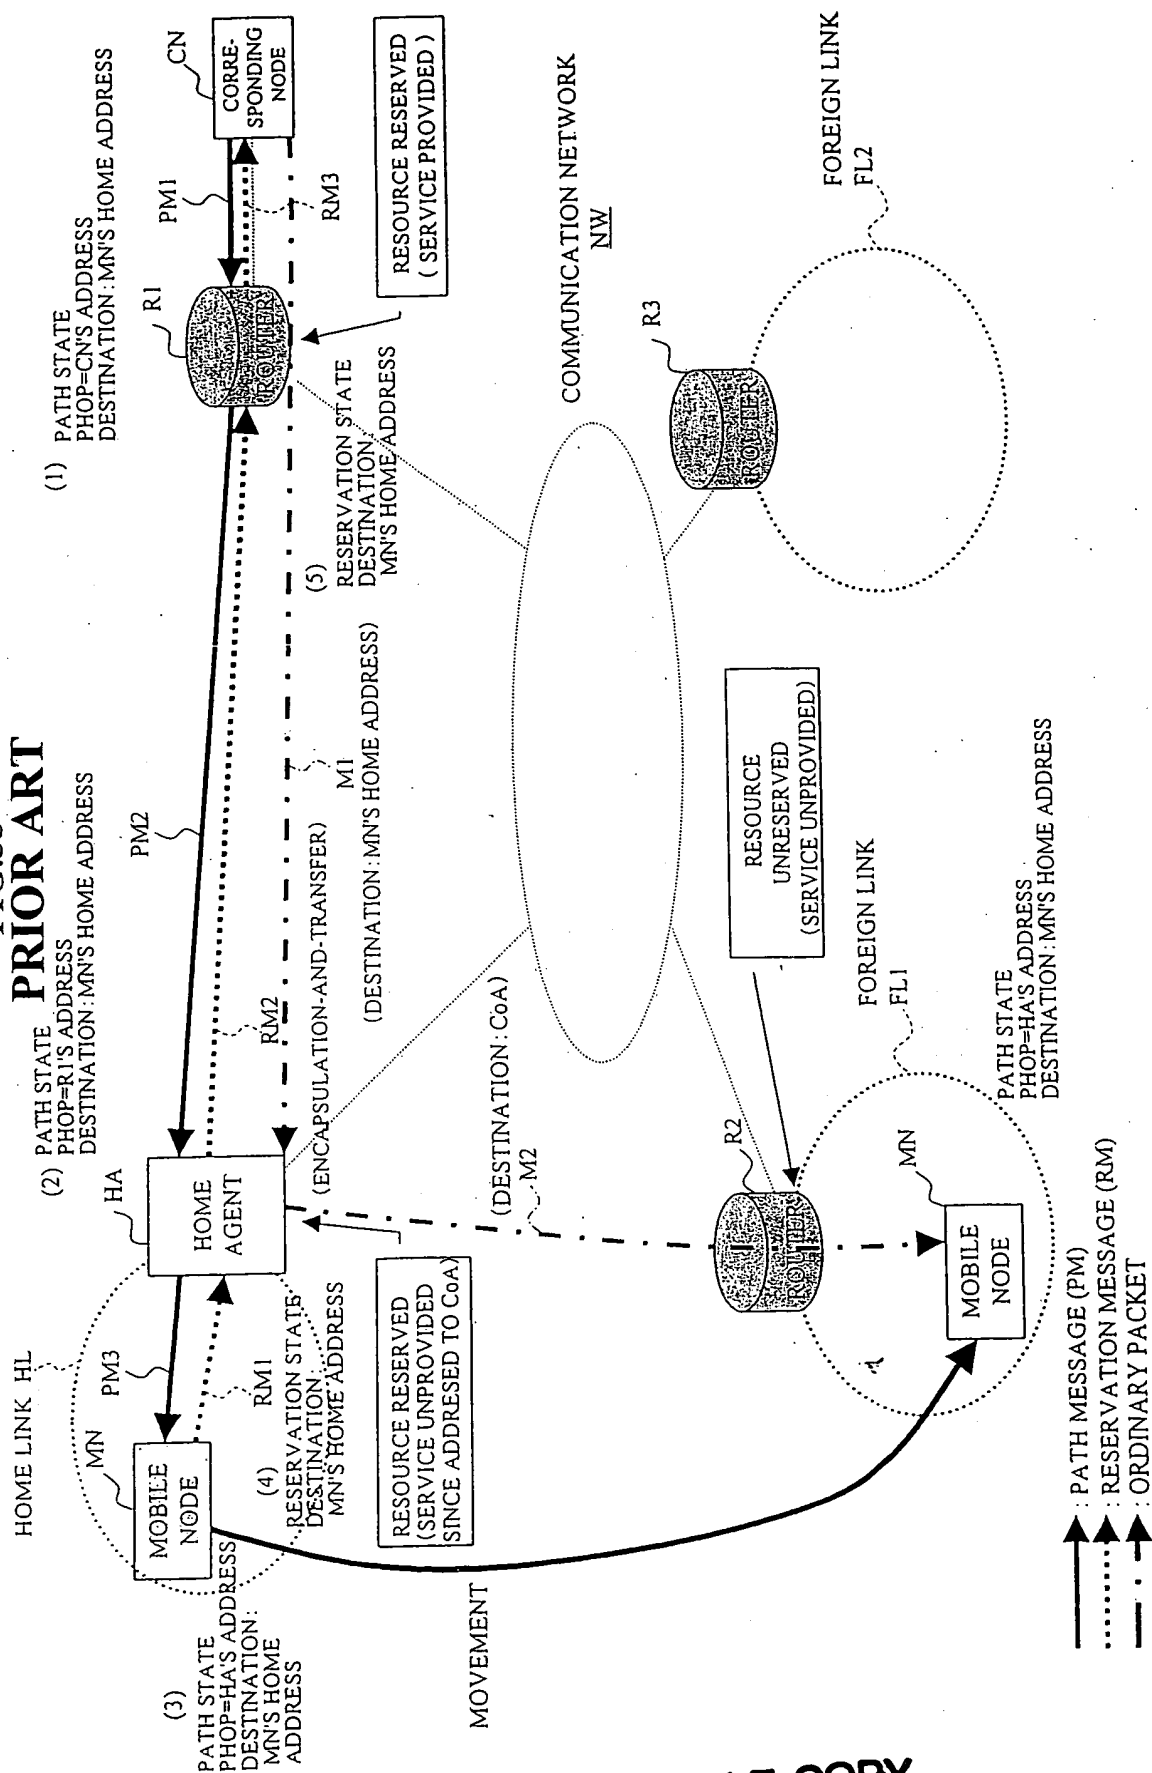 PRIOR ART
(1)
PATH STATE
PHOP=CN'S ADDRESS
DESTINATION:MN'S HOME ADDRESS
(2)
PATH STATE
PHOP=R1'S ADDRESS
DESTINATION:MN'S HOME ADDRESS
HOME LINK HL
MN
MOBILE
NODE
PM3
RM1
HA
HOME
AGENT
PM2
RM2
R1
ROUTER
PM1
RM3
CN
CORRE-
SPONDING
NODE
(3)
PATH STATE
PHOP=HA'S ADDRESS
DESTINATION:
MN'S HOME
ADDRESS
(4)
RESERVATION STATE
DESTINATION:
MN'S HOME ADDRESS
RESOURCE RESERVED
(SERVICE UNPROVIDED
SINCE ADDRESED TO CoA)
(ENCAPSULATION-AND-TRANSFER)
M1
(DESTINATION:MN'S HOME ADDRESS)
(5)
RESERVATION STATE
DESTINATION:
MN'S HOME ADDRESS
RESOURCE RESERVED
( SERVICE PROVIDED )
MOVEMENT
(DESTINATION:CoA)
M2
COMMUNICATION NETWORK
NW
R2
ROUTER
RESOURCE
UNRESERVED
(SERVICE UNPROVIDED)
R3
ROUTER
FOREIGN LINK
FL2
FOREIGN LINK
FL1
MN
MOBILE
NODE
PATH STATE
PHOP=HA'S ADDRESS
DESTINATION:MN'S HOME ADDRESS
: PATH MESSAGE (PM)
: RESERVATION MESSAGE (RM)
: ORDINARY PACKET
COPY